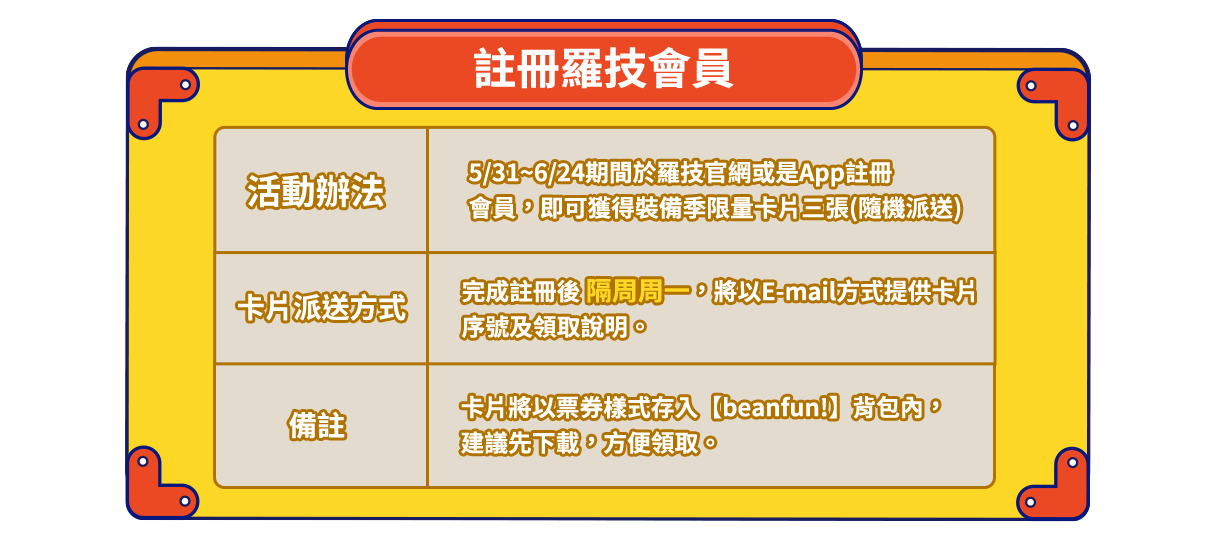 註冊羅技會員
活動辦法
5/31~6/24期間於羅技官網或是App註冊
會員，即可獲得裝備季限量卡片三張(隨機派送)
卡片派送方式
完成註冊後 隔周周一，將以E-mail方式提供卡片
序號及領取說明。
備註
卡片將以票券樣式存入【beanfun!】背包內，
建議先下載，方便領取。